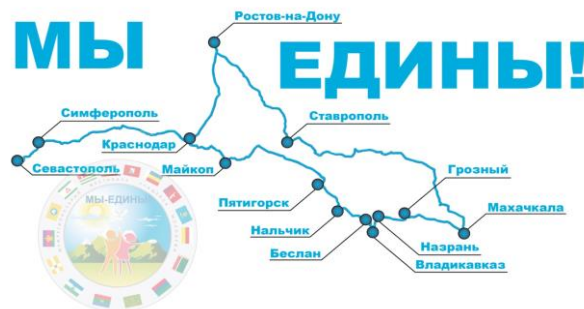 МЫ ЕДИНЫ!
Ростов-на-Дону
Симферополь
Краснодар
Ставрополь
Севастополь
Майкоп
Грозный
Пятигорск
Махачкала
Нальчик
Назрань
Беслан
Владикавказ
МЫ-ЕДИНЫ